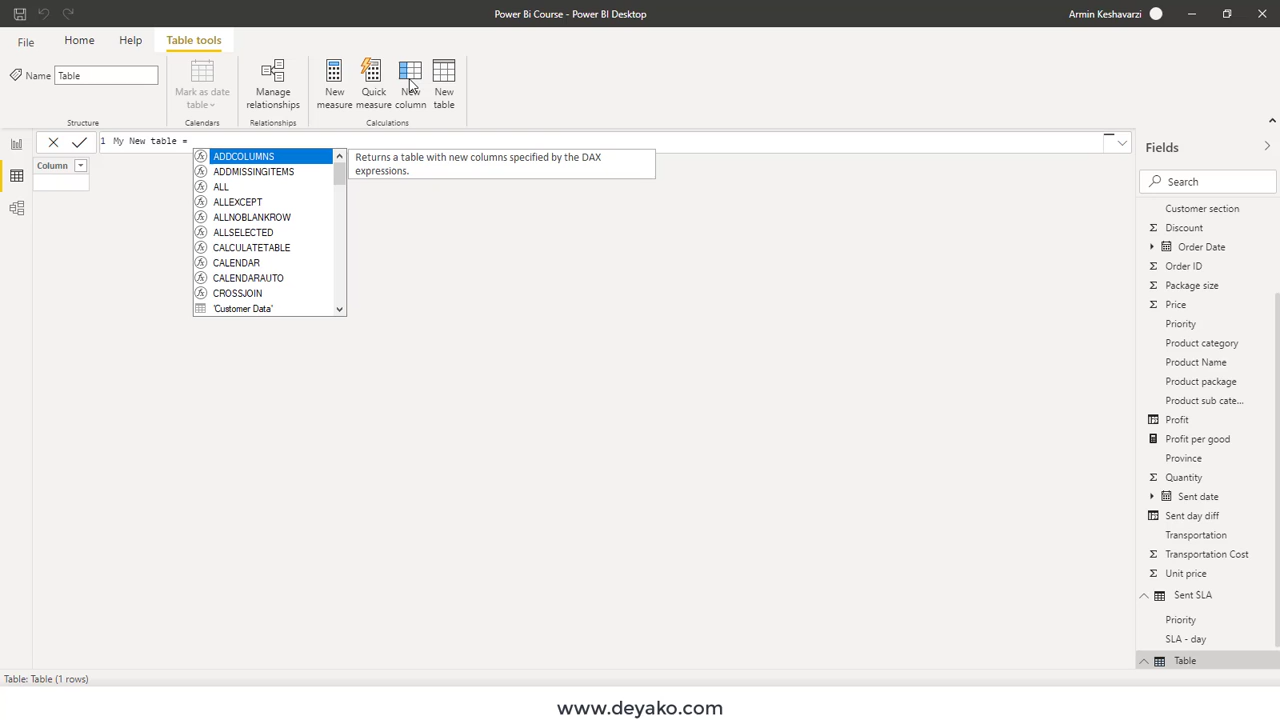 Power Bi Course - Power BI Desktop
Armin Keshavarzi
File
Home
Help
Table tools
Name
Table
Mark as date
table
Manage
relationships
New
measure
Quick
measure
New
column
New
table
Structure
Calendars
Relationships
Calculations
1 My New table =
Column
ADDCOLUMNS
ADDMISSINGITEMS
ALL
ALLEXCEPT
ALLNOBLANKROW
ALLSELECTED
CALCULATETABLE
CALENDAR
CALENDARAUTO
CROSSJOIN
'Customer Data'
Returns a table with new columns specified by the DAX
expressions.
Fields
Search
Customer section
Discount
Order Date
Order ID
Package size
Price
Priority
Product category
Product Name
Product package
Product sub cate...
Profit
Profit per good
Province
Quantity
Sent date
Sent day diff
Transportation
Transportation Cost
Unit price
Sent SLA
Priority
SLA - day
Table
Table: Table (1 rows)
www.deyako.com